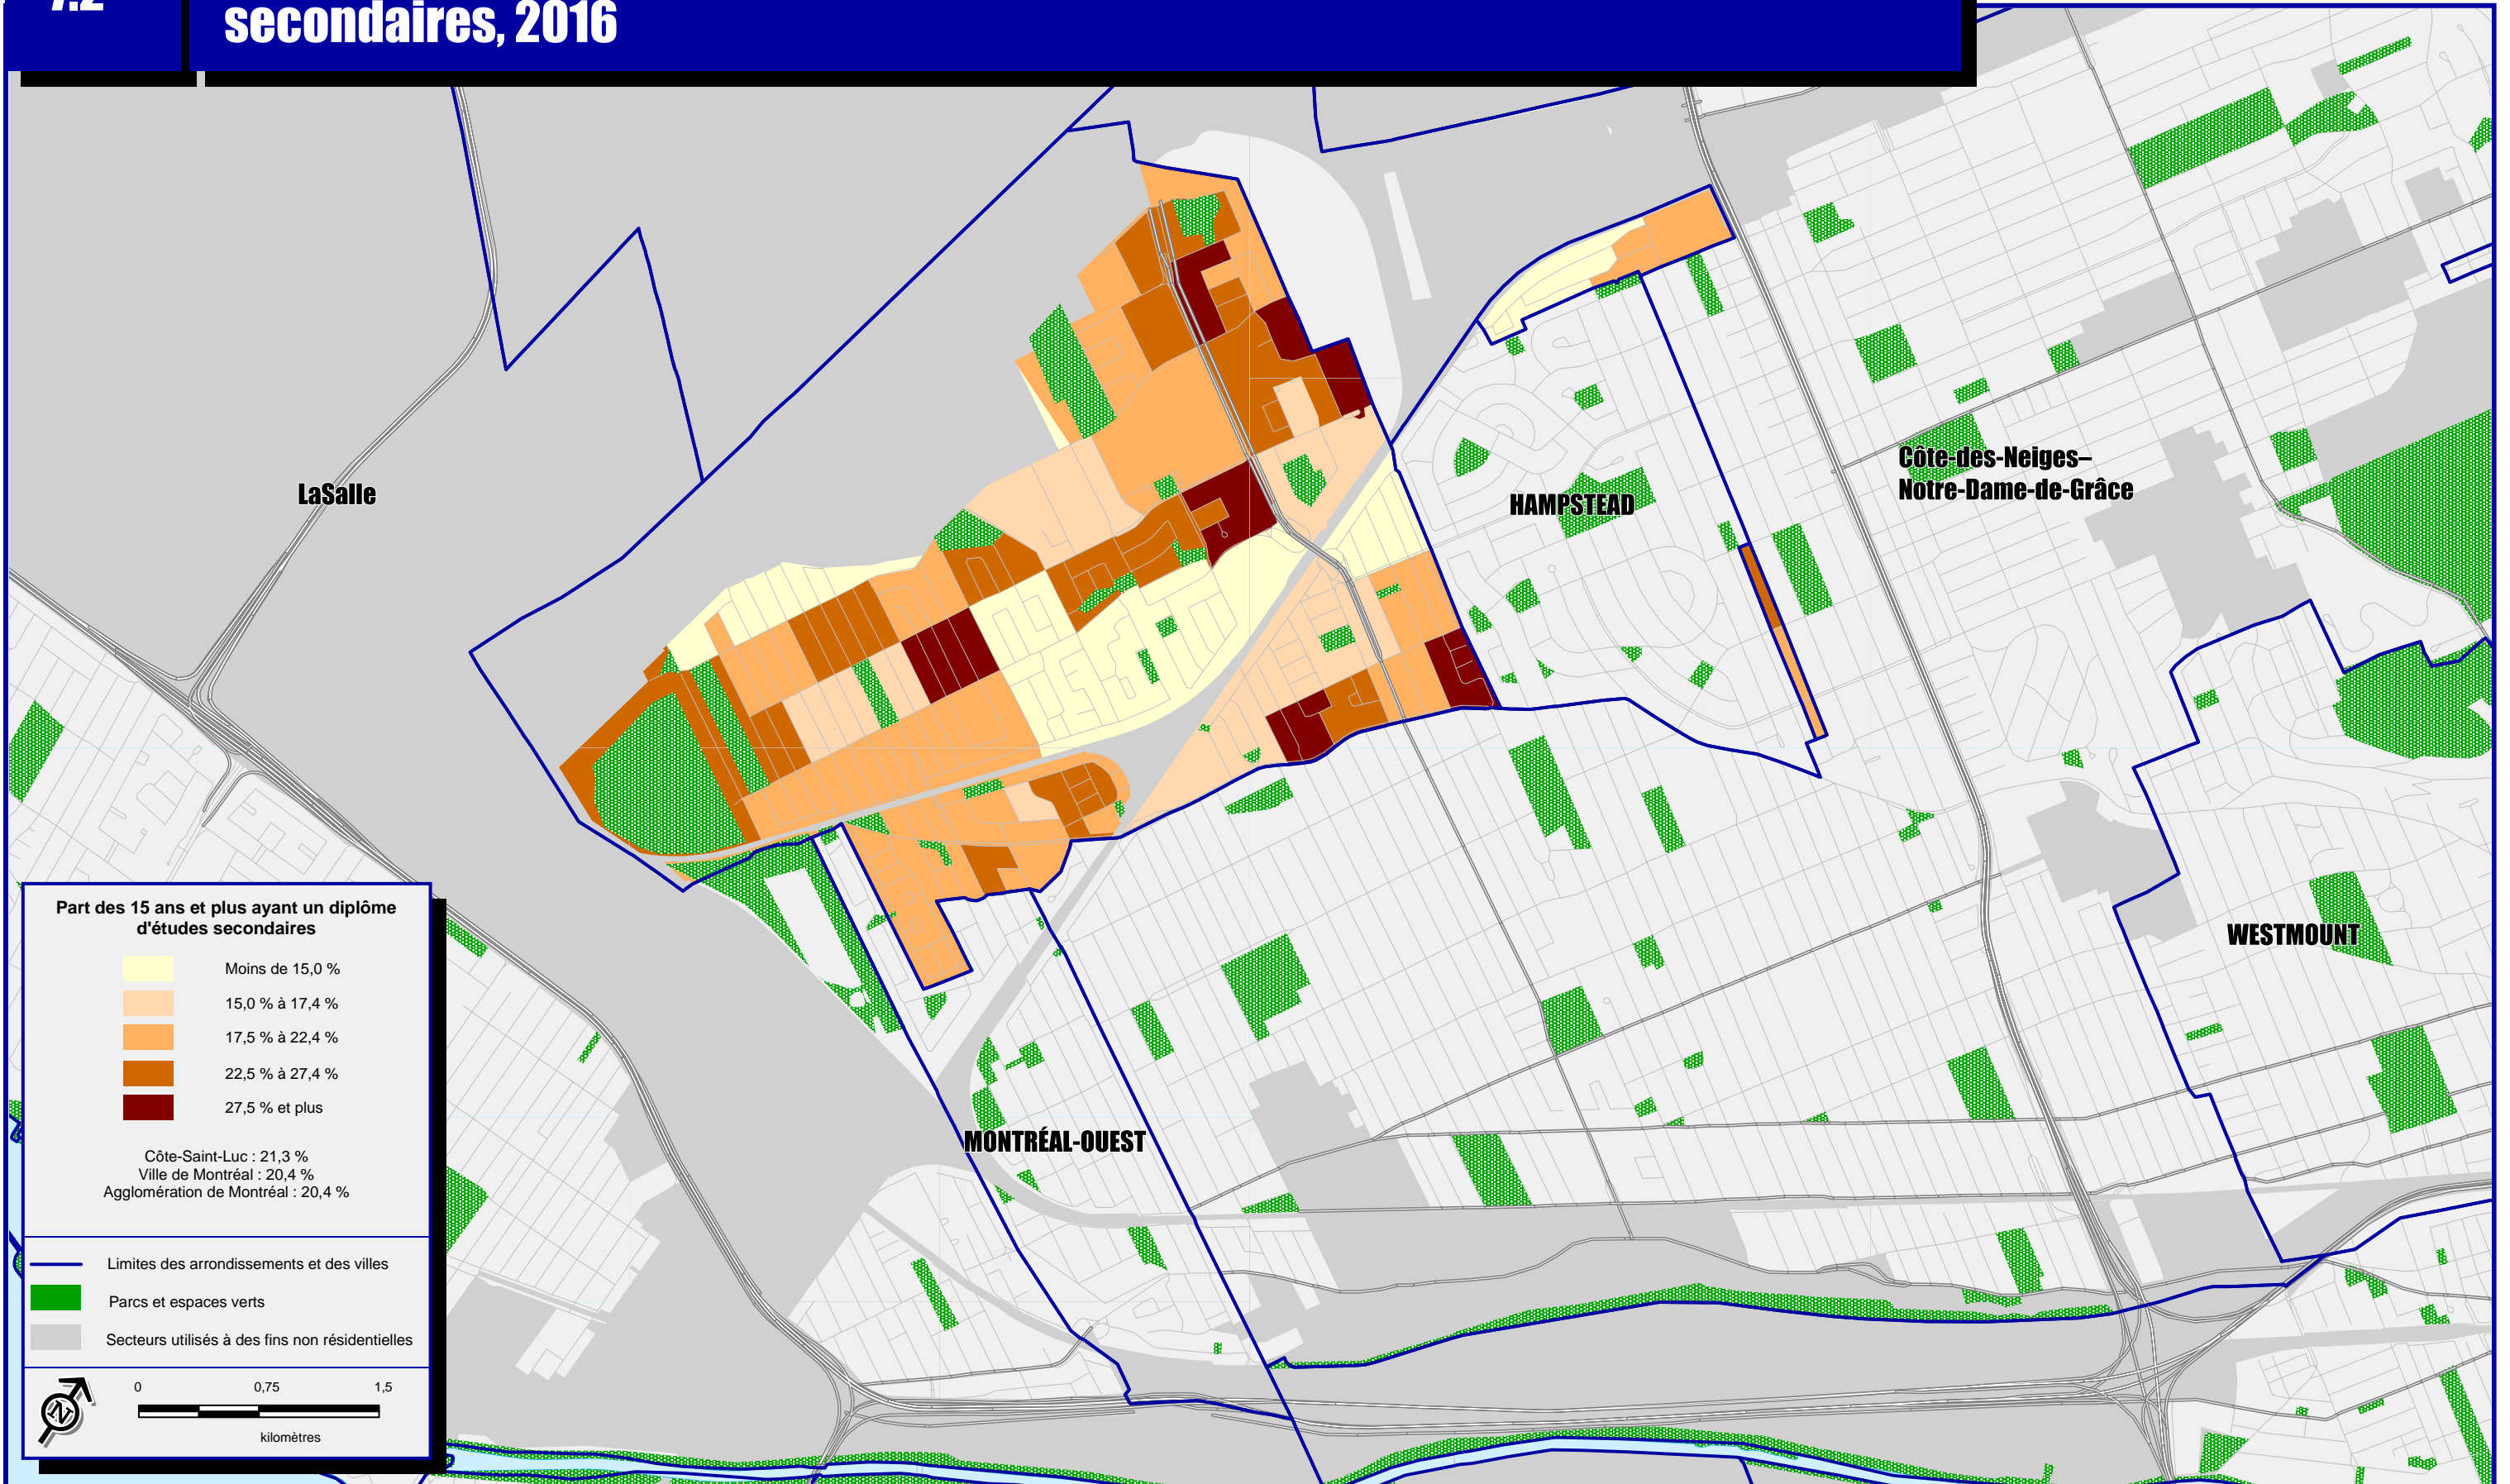 7.2
secondaires, 2016
LaSalle
HAMPSTEAD
Côte-des-Neiges–
Notre-Dame-de-Grâce
WESTMOUNT
MONTRÉAL-OUEST
Part des 15 ans et plus ayant un diplôme
d'études secondaires
Moins de 15,0 %
15,0 % à 17,4 %
17,5 % à 22,4 %
22,5 % à 27,4 %
27,5 % et plus
Côte-Saint-Luc : 21,3 %
Ville de Montréal : 20,4 %
Agglomération de Montréal : 20,4 %
Limites des arrondissements et des villes
Parcs et espaces verts
Secteurs utilisés à des fins non résidentielles
N
0 0,75 1,5
kilomètres